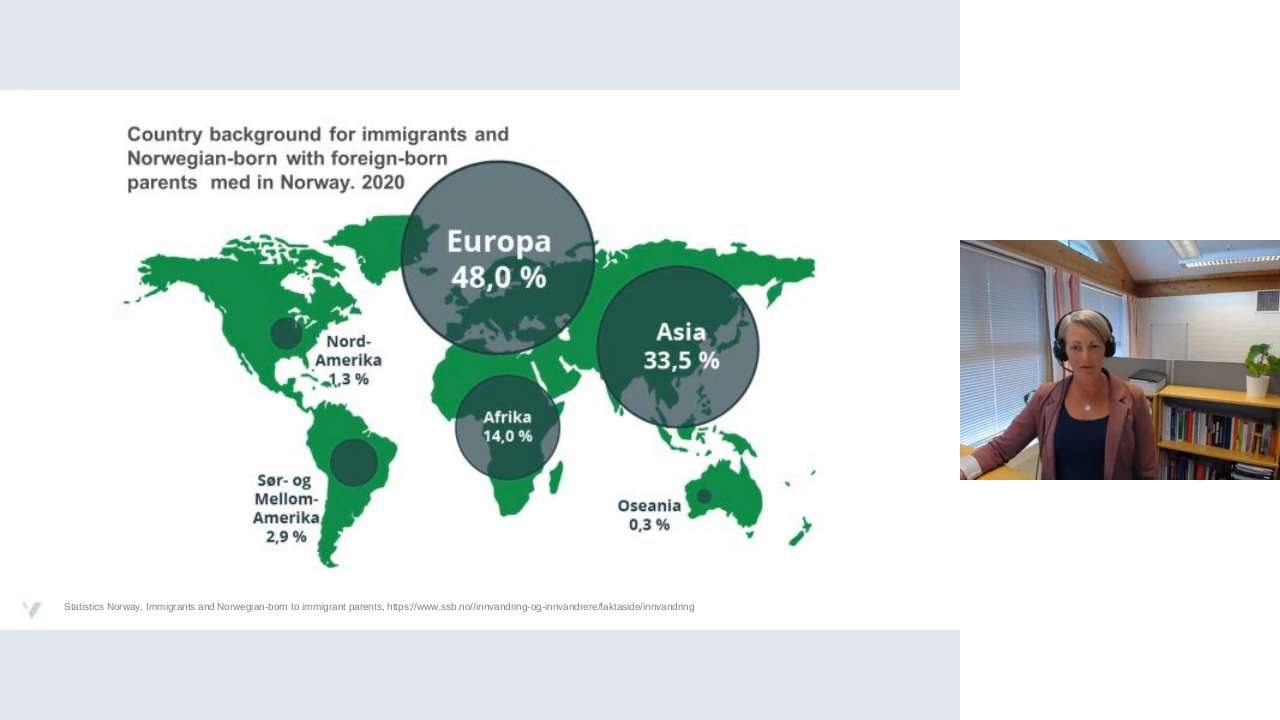 Country background for immigrants and
Norwegian-born with foreign-born
parents med in Norway. 2020
Europa
48,0 %
Asia
33,5 %
Nord-
Amerika
1,3 %
Afrika
14,0 %
Sør- og
Mellom-
Amerika
2,9 %
Oseania
0,3 %
Statistics Norway. Immigrants and Norwegian-born to immigrant parents, https://www.ssb.no//innvandring-og-innvandrere/faktaside/innvandring